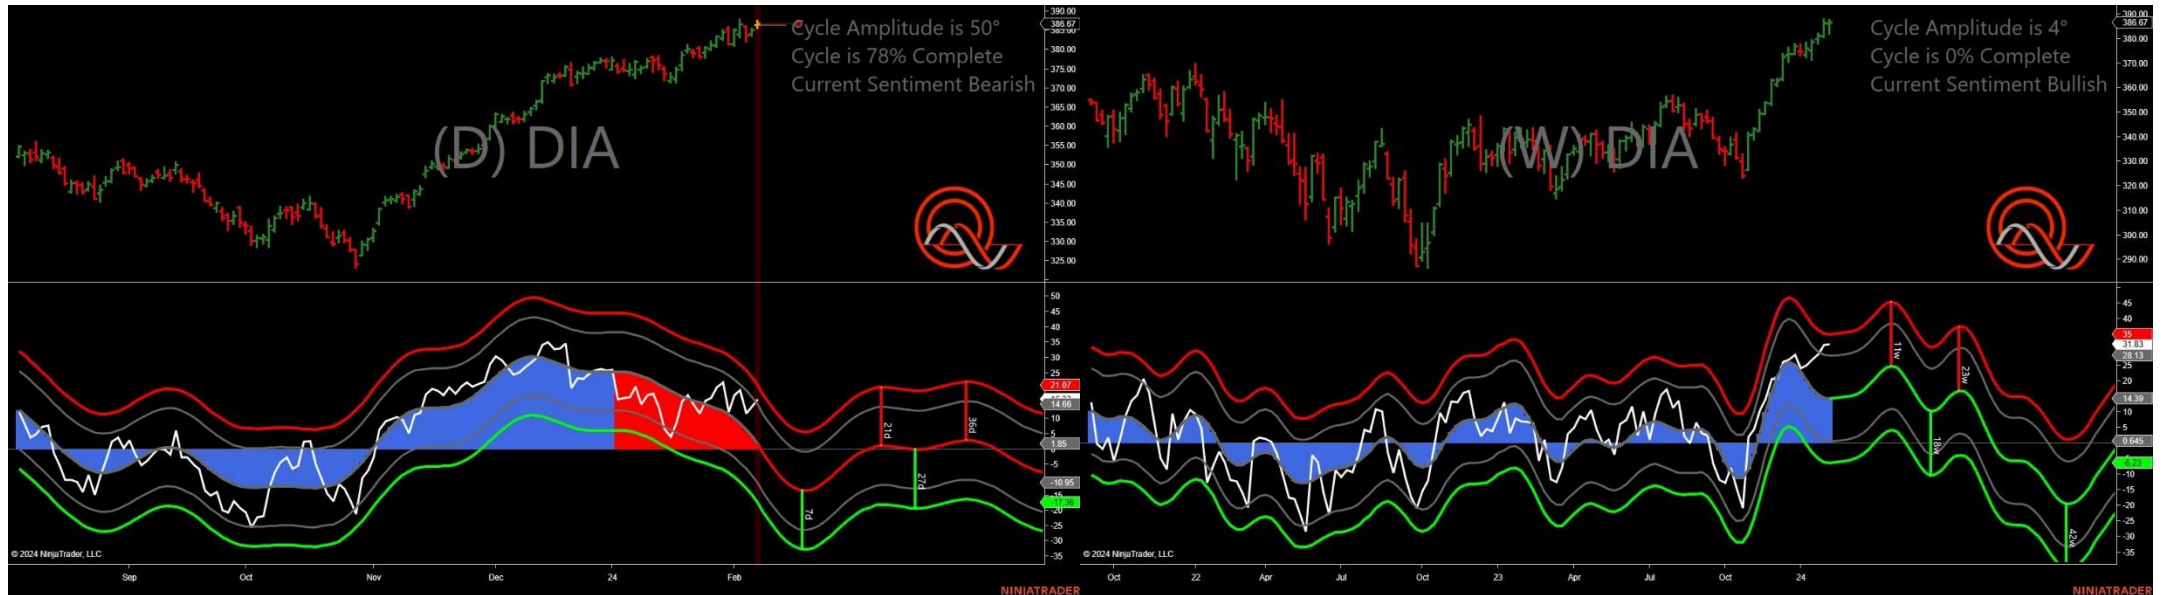 390.00
386.67
385.00
380.00
375.00
370.00
365.00
360.00
355.00
350.00
345.00
340.00
335.00
330.00
325.00
Cycle Amplitude is 50°
Cycle is 78% Complete
Current Sentiment Bearish
(D) DIA
50
45
40
35
30
25
21.07
14.66
10
5
1.85
0
-5
-10.95
-15
-17.36
-20
-25
-30
-35
7d
21d
27d
36d
© 2024 NinjaTrader, LLC
Sep Oct Nov Dec 24 Feb
NINJATRADER
390.00
386.67
380.00
370.00
360.00
350.00
340.00
330.00
320.00
310.00
300.00
290.00
Cycle Amplitude is 4°
Cycle is 0% Complete
Current Sentiment Bullish
(W) DIA
45
40
35
31.83
28.13
25
20
14.39
10
5
0.645
-6.23
-10
-15
-20
-25
-30
-35
11w
18w
23w
42w
© 2024 NinjaTrader, LLC
Oct 22 Apr Jul Oct 23 Apr Jul Oct 24
NINJATRADER